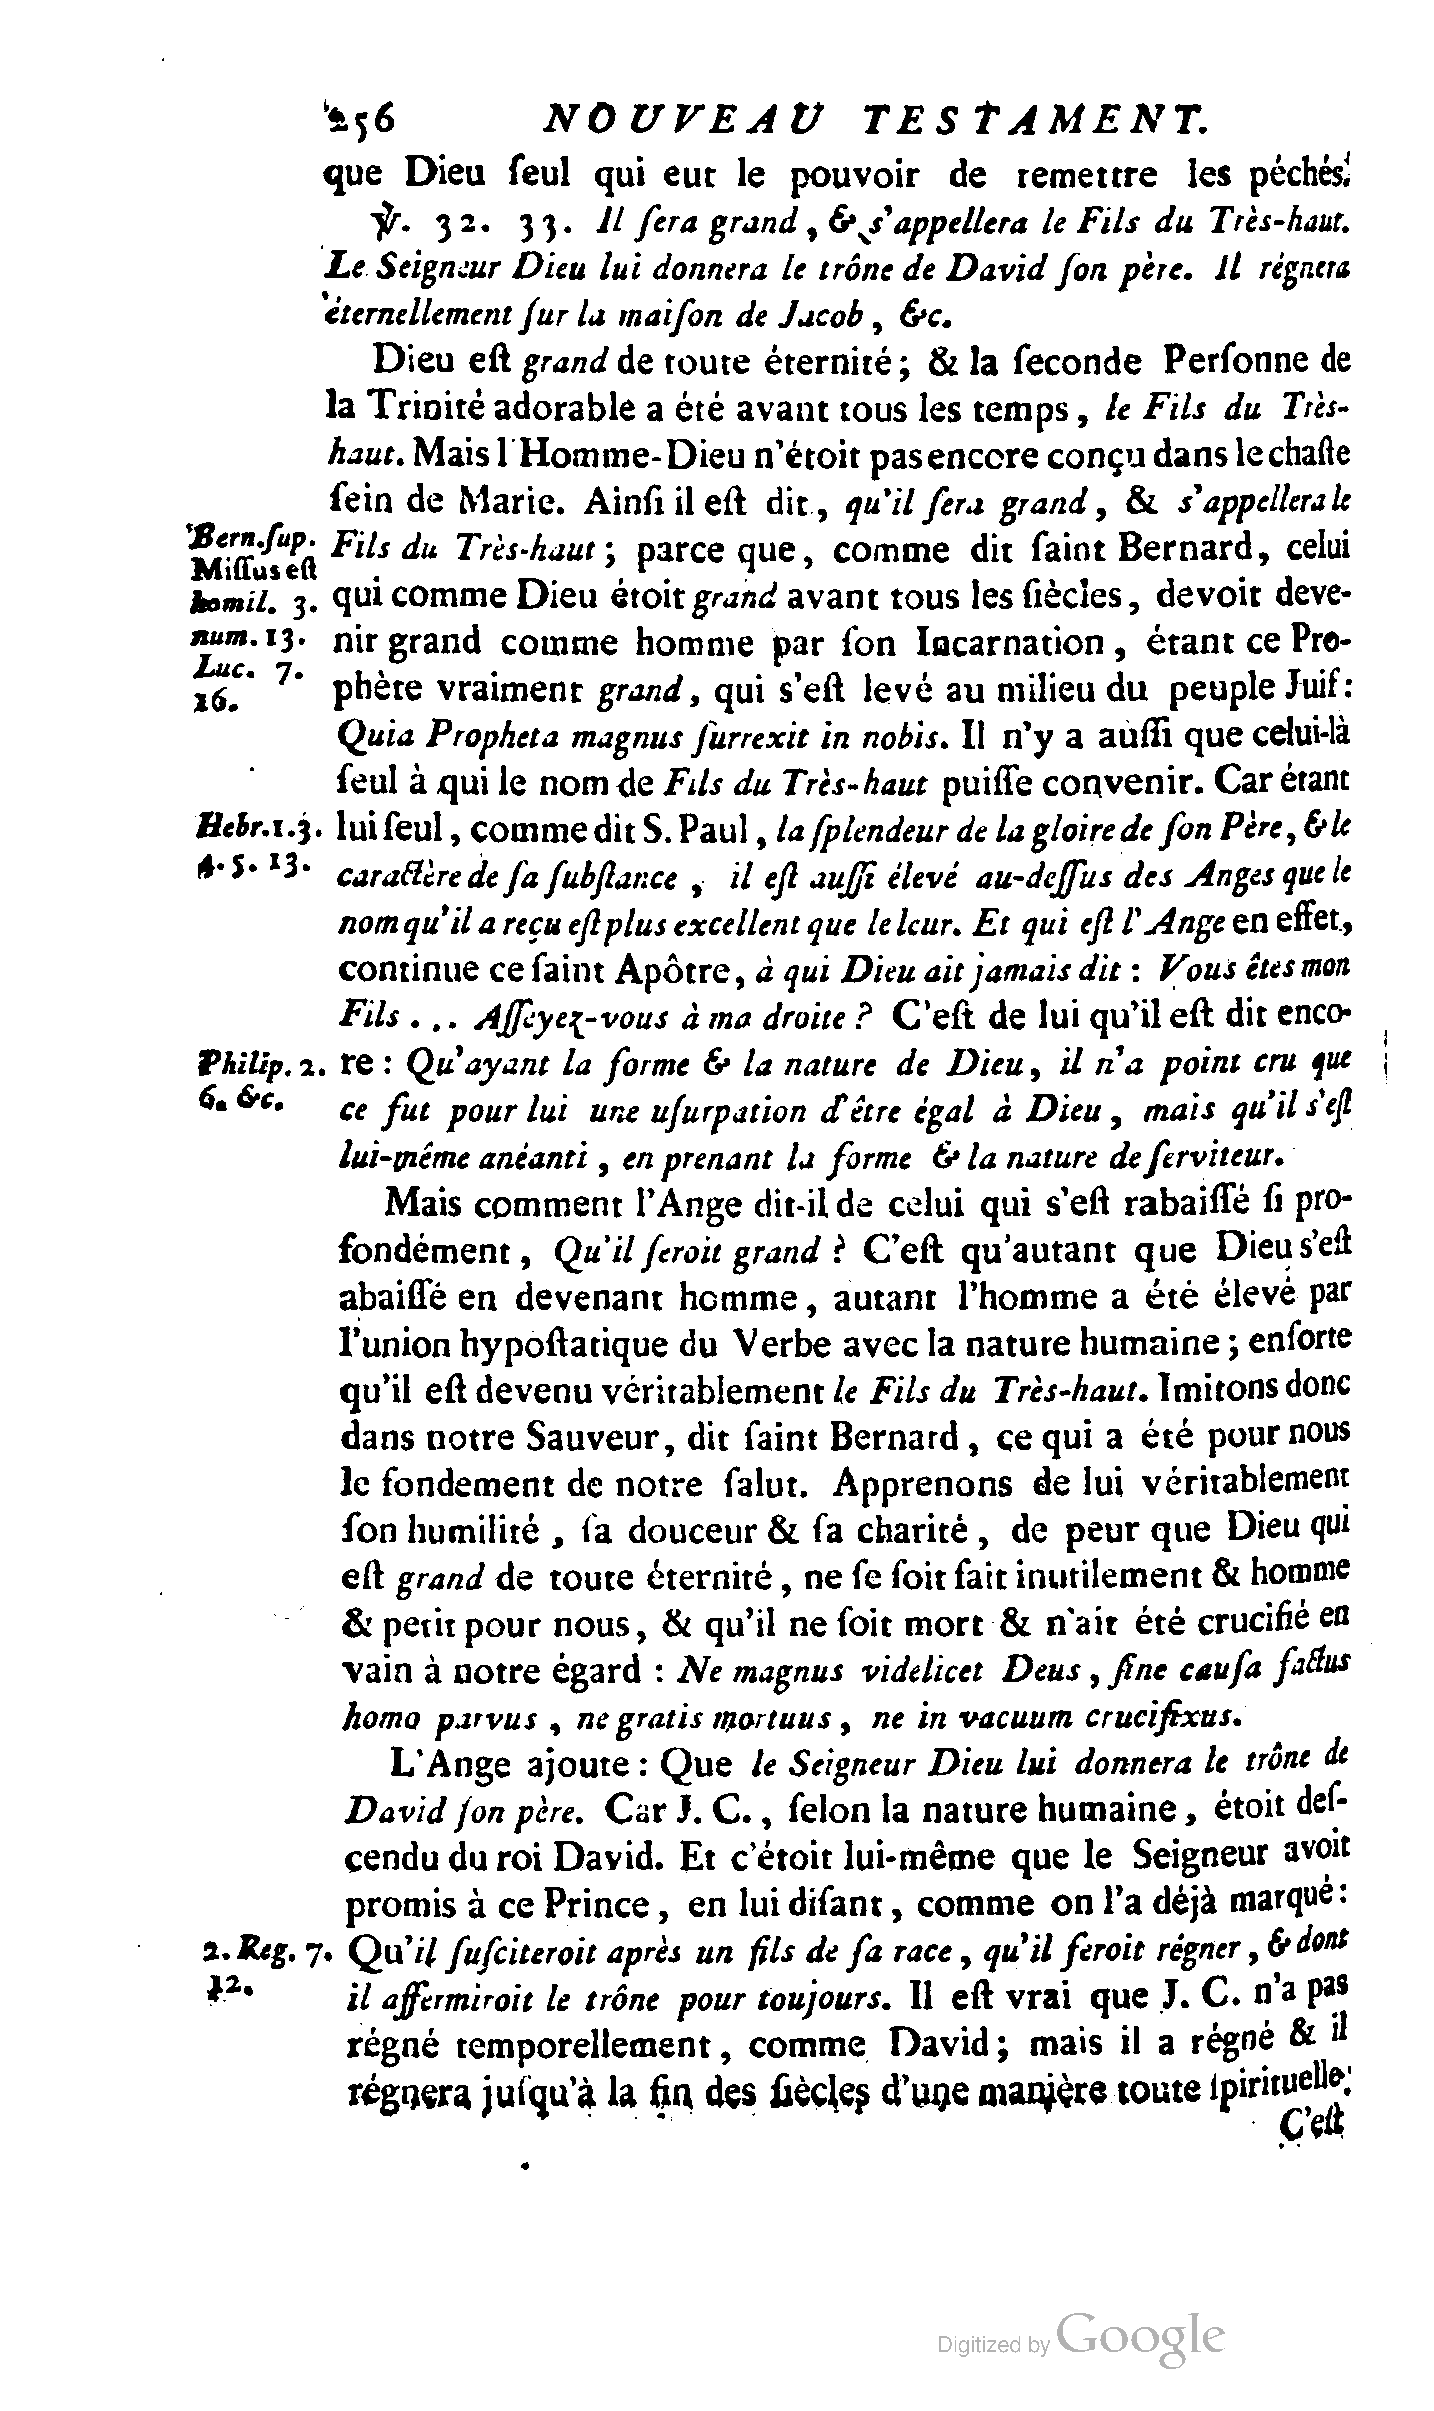 256 NOUVEAU TESTAMENT.
que Dieu ſeul qui eut le pouvoir de remettre les péchés.
℣. 32. 33. Il ſera grand, & s'appellera le Fils du Très-haut.
Le Seigneur Dieu lui donnera le trône de David ſon père. Il régnera
éternellement ſur la maiſon de Jacob, &c.
Dieu eſt grand de toute éternité; & la ſeconde Perſonne de
la Trinité adorable a été avant tous les temps, le Fils du Très-
haut. Mais l'Homme-Dieu n'étoit pas encore conçu dans le chaſte
ſein de Marie. Ainſi il eſt dit, qu'il ſera grand, & s'appellera le
Bern. ſup.
Miſſus eſt
homil. 3.
num. 13.
Luc. 7.
16.
Fils du Très-haut; parce que, comme dit ſaint Bernard, celui
qui comme Dieu étoit grand avant tous les ſiècles, devoit deve-
nir grand comme homme par ſon Incarnation, étant ce Pro-
phète vraiment grand, qui s'eſt levé au milieu du peuple Juif:
Quia Propheta magnus ſurrexit in nobis. Il n'y a auſſi que celui-là
ſeul à qui le nom de Fils du Très-haut puiſſe convenir. Car étant
Hebr. 1. 3.
4. 5. 13.
lui ſeul, comme dit S. Paul, la ſplendeur de la gloire de ſon Père, & le
caractère de ſa ſubſtance, il eſt auſſi élevé au-deſſus des Anges que le
nom qu'il a reçu eſt plus excellent que le leur. Et qui eſt l'Ange en effet,
continue ce ſaint Apôtre, à qui Dieu ait jamais dit: Vous êtes mon
Fils ... Aſſeyez-vous à ma droite? C'eſt de lui qu'il eſt dit enco-
Philip. 2.
6. &c.
re: Qu'ayant la forme & la nature de Dieu, il n'a point cru que
ce fut pour lui une uſurpation d'être égal à Dieu, mais qu'il s'eſt
lui-même anéanti, en prenant la forme & la nature de ſerviteur.
Mais comment l'Ange dit-il de celui qui s'eſt rabaiſſé ſi pro-
fondément, Qu'il ſeroit grand? C'eſt qu'autant que Dieu s'eſt
abaiſſé en devenant homme, autant l'homme a été élevé par
l'union hypoſtatique du Verbe avec la nature humaine; enſorte
qu'il eſt devenu véritablement le Fils du Très-haut. Imitons donc
dans notre Sauveur, dit ſaint Bernard, ce qui a été pour nous
le fondement de notre ſalut. Apprenons de lui véritablement
ſon humilité, ſa douceur & ſa charité, de peur que Dieu qui
eſt grand de toute éternité, ne ſe ſoit fait inutilement & homme
& petit pour nous, & qu'il ne ſoit mort & n'ait été crucifié en
vain à notre égard: Ne magnus videlicet Deus, ſine cauſa factus
homo parvus, ne gratis mortuus, ne in vacuum crucifixus.
L'Ange ajoute: Que le Seigneur Dieu lui donnera le trône de
David ſon père. Car J. C., ſelon la nature humaine, étoit deſ-
cendu du roi David. Et c'étoit lui-même que le Seigneur avoit
promis à ce Prince, en lui diſant, comme on l'a déjà marqué:
2. Reg. 7.
12.
Qu'il ſuſciteroit après un fils de ſa race, qu'il feroit régner, & dont
il affermiroit le trône pour toujours. Il eſt vrai que J. C. n'a pas
régné temporellement, comme David; mais il a régné & il
régnera juſqu'à la fin des ſiècles d'une manière toute ſpirituelle:
C'eſt
Digitized by Google